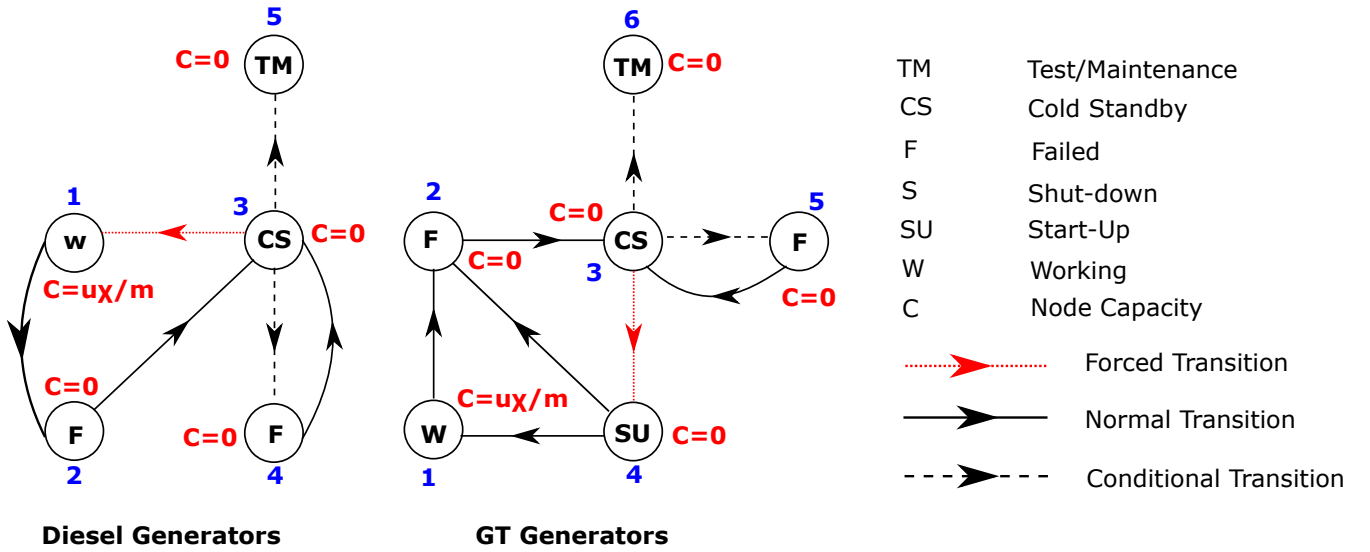 5
C=0
TM
1
w
C=uχ/m
3
CS
C=0
C=0
F
2
C=0
F
4
Diesel Generators
6
TM
C=0
2
F
C=0
C=0
CS
3
5
F
C=0
C=uχ/m
W
1
SU
C=0
4
GT Generators
TM Test/Maintenance
CS Cold Standby
F Failed
S Shut-down
SU Start-Up
W Working
C Node Capacity
Forced Transition
Normal Transition
Conditional Transition